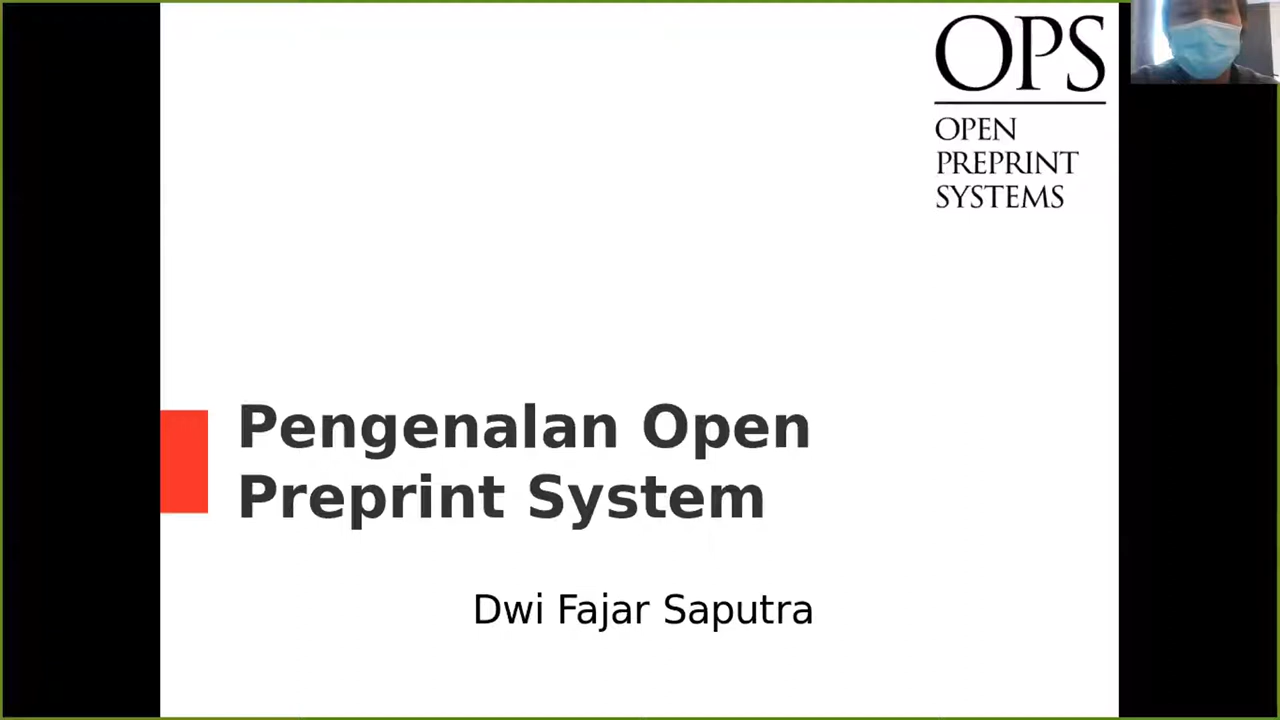 OPS
OPEN
PREPRINT
SYSTEMS
Pengenalan Open
Preprint System
Dwi Fajar Saputra